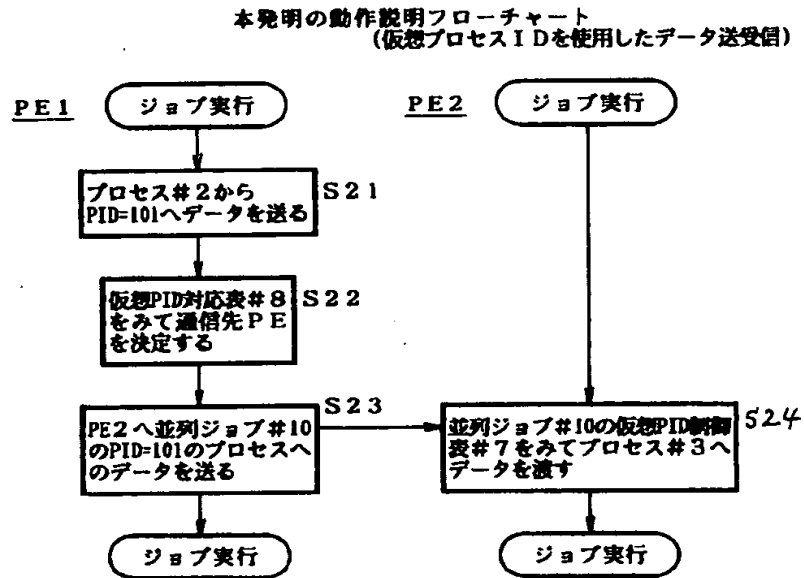 本発明の動作説明フローチャート
(仮想プロセスIDを使用したデータ送受信)
PE1
ジョブ実行
PE2
ジョブ実行
プロセス#2から
PID=101へデータを送る
S21
仮想PID対応表#8
をみて通信先PE
を決定する
S22
PE2へ並列ジョブ#10
のPID=101のプロセスへ
のデータを送る
S23
並列ジョブ#10の仮想PID制御
表#7をみてプロセス#3へ
データを渡す
S24
ジョブ実行
ジョブ実行